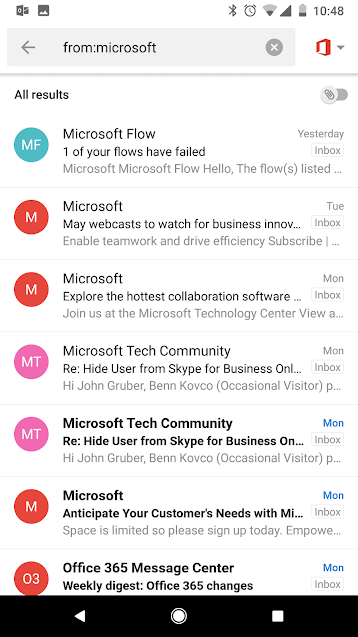 10:48
from:microsoft
All results
MF
Microsoft Flow
Yesterday
1 of your flows have failed
Inbox
Microsoft Microsoft Flow Hello, The flow(s) listed ...
M
Microsoft
Tue
May webcasts to watch for business innov...
Inbox
Enable teamwork and drive efficiency Subscribe | ...
M
Microsoft
Mon
Explore the hottest collaboration software ...
Inbox
Join us at the Microsoft Technology Center View a...
MT
Microsoft Tech Community
Mon
Re: Hide User from Skype for Business Onl...
Inbox
Hi John Gruber, Benn Kovco (Occasional Visitor) p...
MT
Microsoft Tech Community
Mon
Re: Hide User from Skype for Business On...
Inbox
Hi John Gruber, Benn Kovco (Occasional Visitor) p...
M
Microsoft
Mon
Anticipate Your Customer's Needs with Mi...
Inbox
Space is limited so please sign up today. Empowe...
O3
Office 365 Message Center
Mon
Weekly digest: Office 365 changes
Inbox